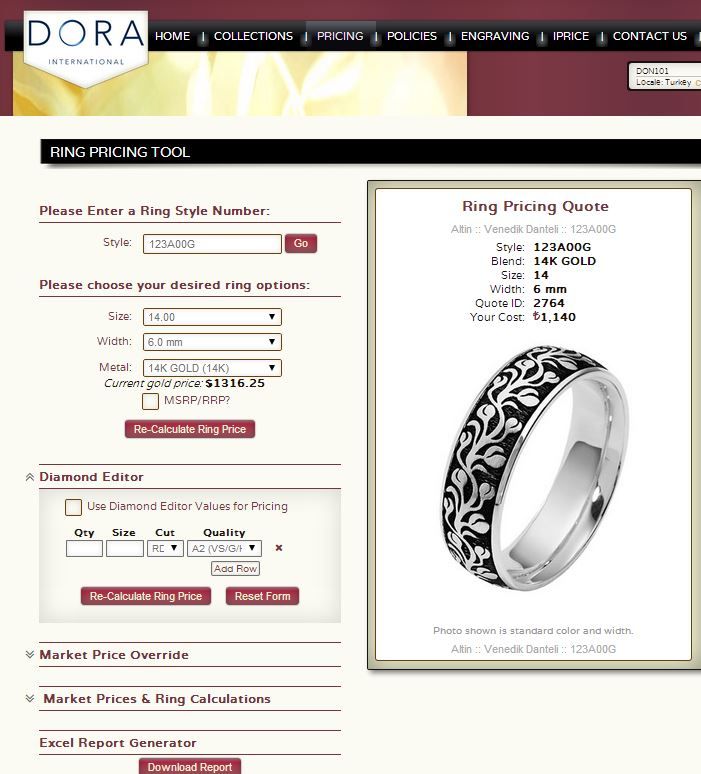 DORA
INTERNATIONAL
HOME | COLLECTIONS | PRICING | POLICIES | ENGRAVING | IPRICE | CONTACT US
DON101
Locale: Turkey
RING PRICING TOOL
Please Enter a Ring Style Number:
Style: 123A00G Go
Please choose your desired ring options:
Size: 14.00
Width: 6.0 mm
Metal: 14K GOLD (14K)
Current gold price: $1316.25
MSRP/RRP?
Re-Calculate Ring Price
Diamond Editor
Use Diamond Editor Values for Pricing
Qty Size Cut Quality
A2 (VS/G/
Add Row
Re-Calculate Ring Price Reset Form
Market Price Override
Market Prices & Ring Calculations
Excel Report Generator
Download Report
Ring Pricing Quote
Altin :: Venedik Danteli :: 123A00G
Style: 123A00G
Blend: 14K GOLD
Size: 14
Width: 6 mm
Quote ID: 2764
Your Cost: ₺1,140
Photo shown is standard color and width.
Altin :: Venedik Danteli :: 123A00G